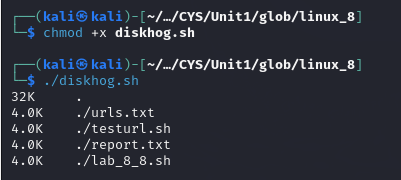 ┌──(kali㉿kali)-[~/…/CYS/Unit1/glob/linux_8]
└─$ chmod +x diskhog.sh
┌──(kali㉿kali)-[~/…/CYS/Unit1/glob/linux_8]
└─$ ./diskhog.sh
32K     .
4.0K    ./urls.txt
4.0K    ./testurl.sh
4.0K    ./report.txt
4.0K    ./lab_8_8.sh